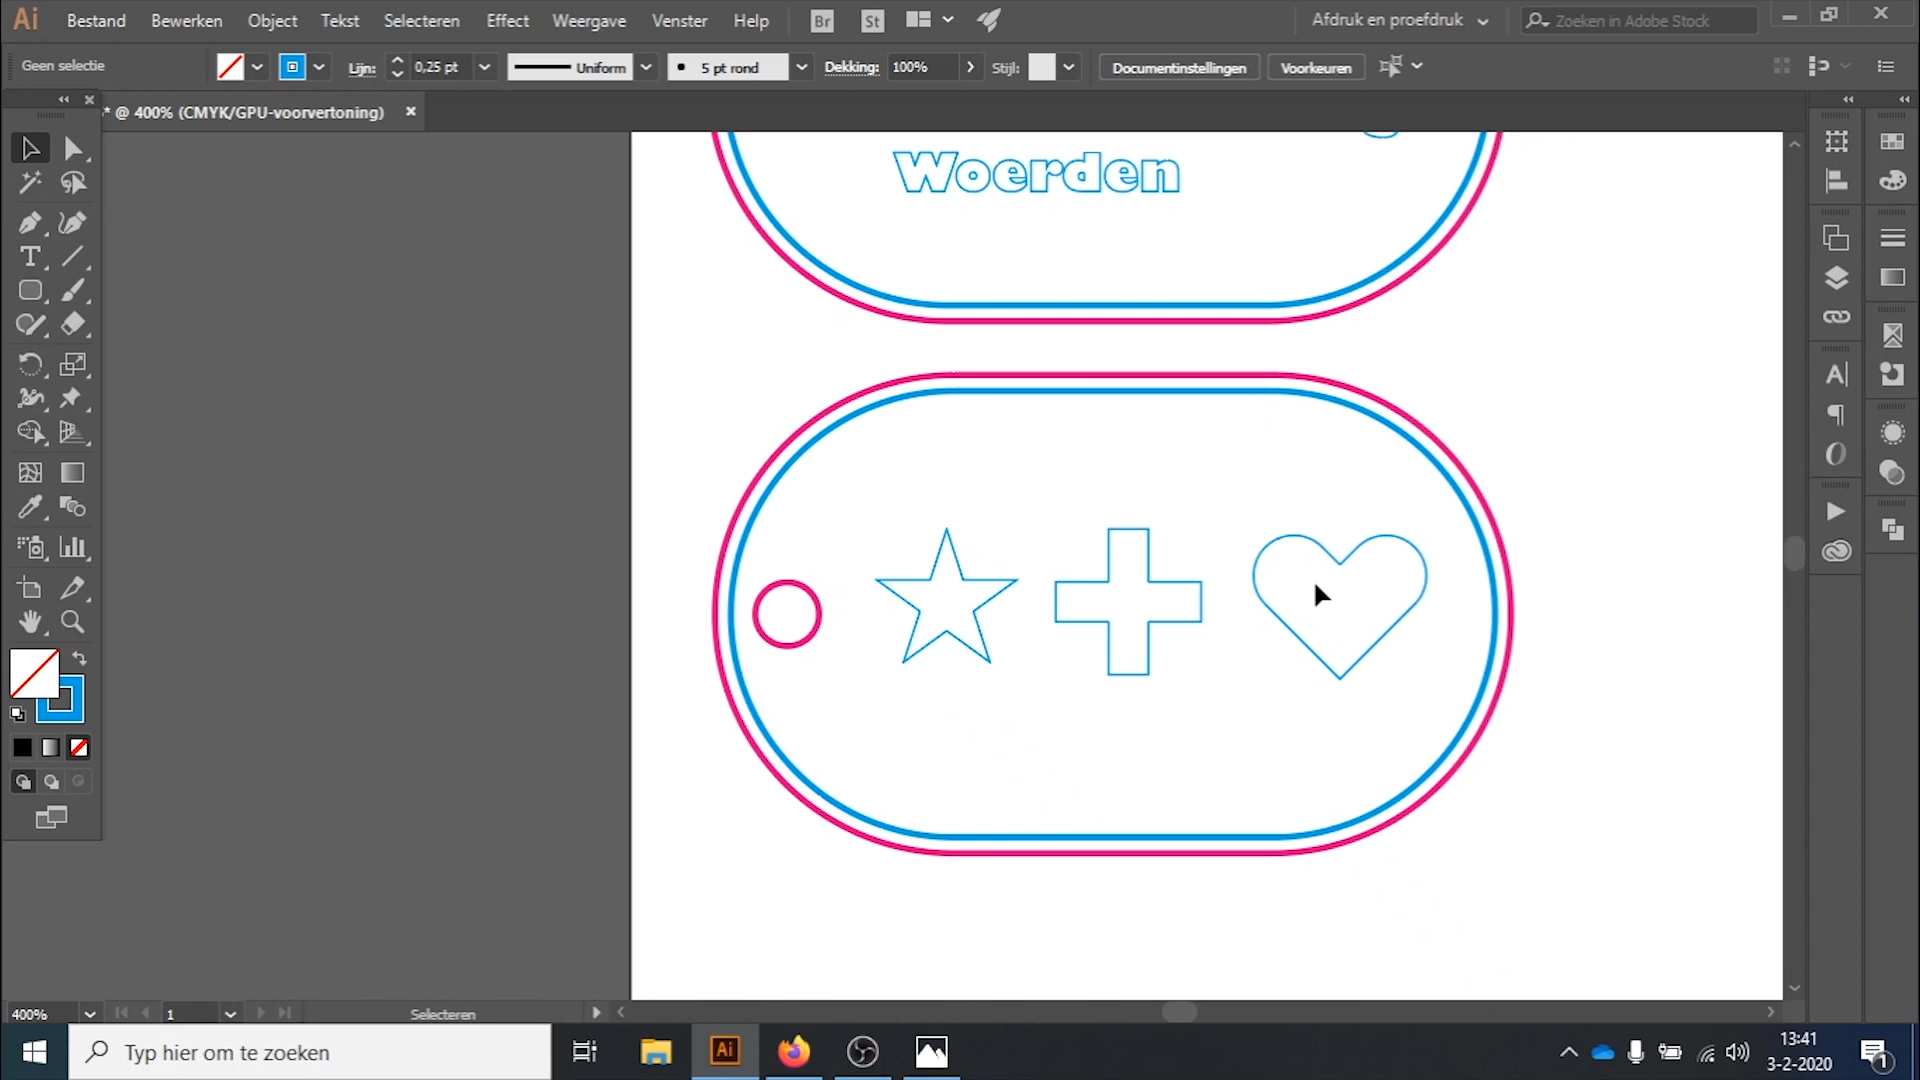 Ai Bestand Bewerken Object Tekst Selecteren Effect Weergave Venster Help Br St Afdruk en proefdruk Zoeken in Adobe Stock
Geen selectie Lijn: 0,25 pt Uniform 5 pt rond Dekking: 100% Stijl: Documentinstellingen Voorkeuren
* @ 400% (CMYK/GPU-voorvertoning)
Woerden
400% 1 Selecteren
Typ hier om te zoeken
Ai
13:41
3-2-2020
1